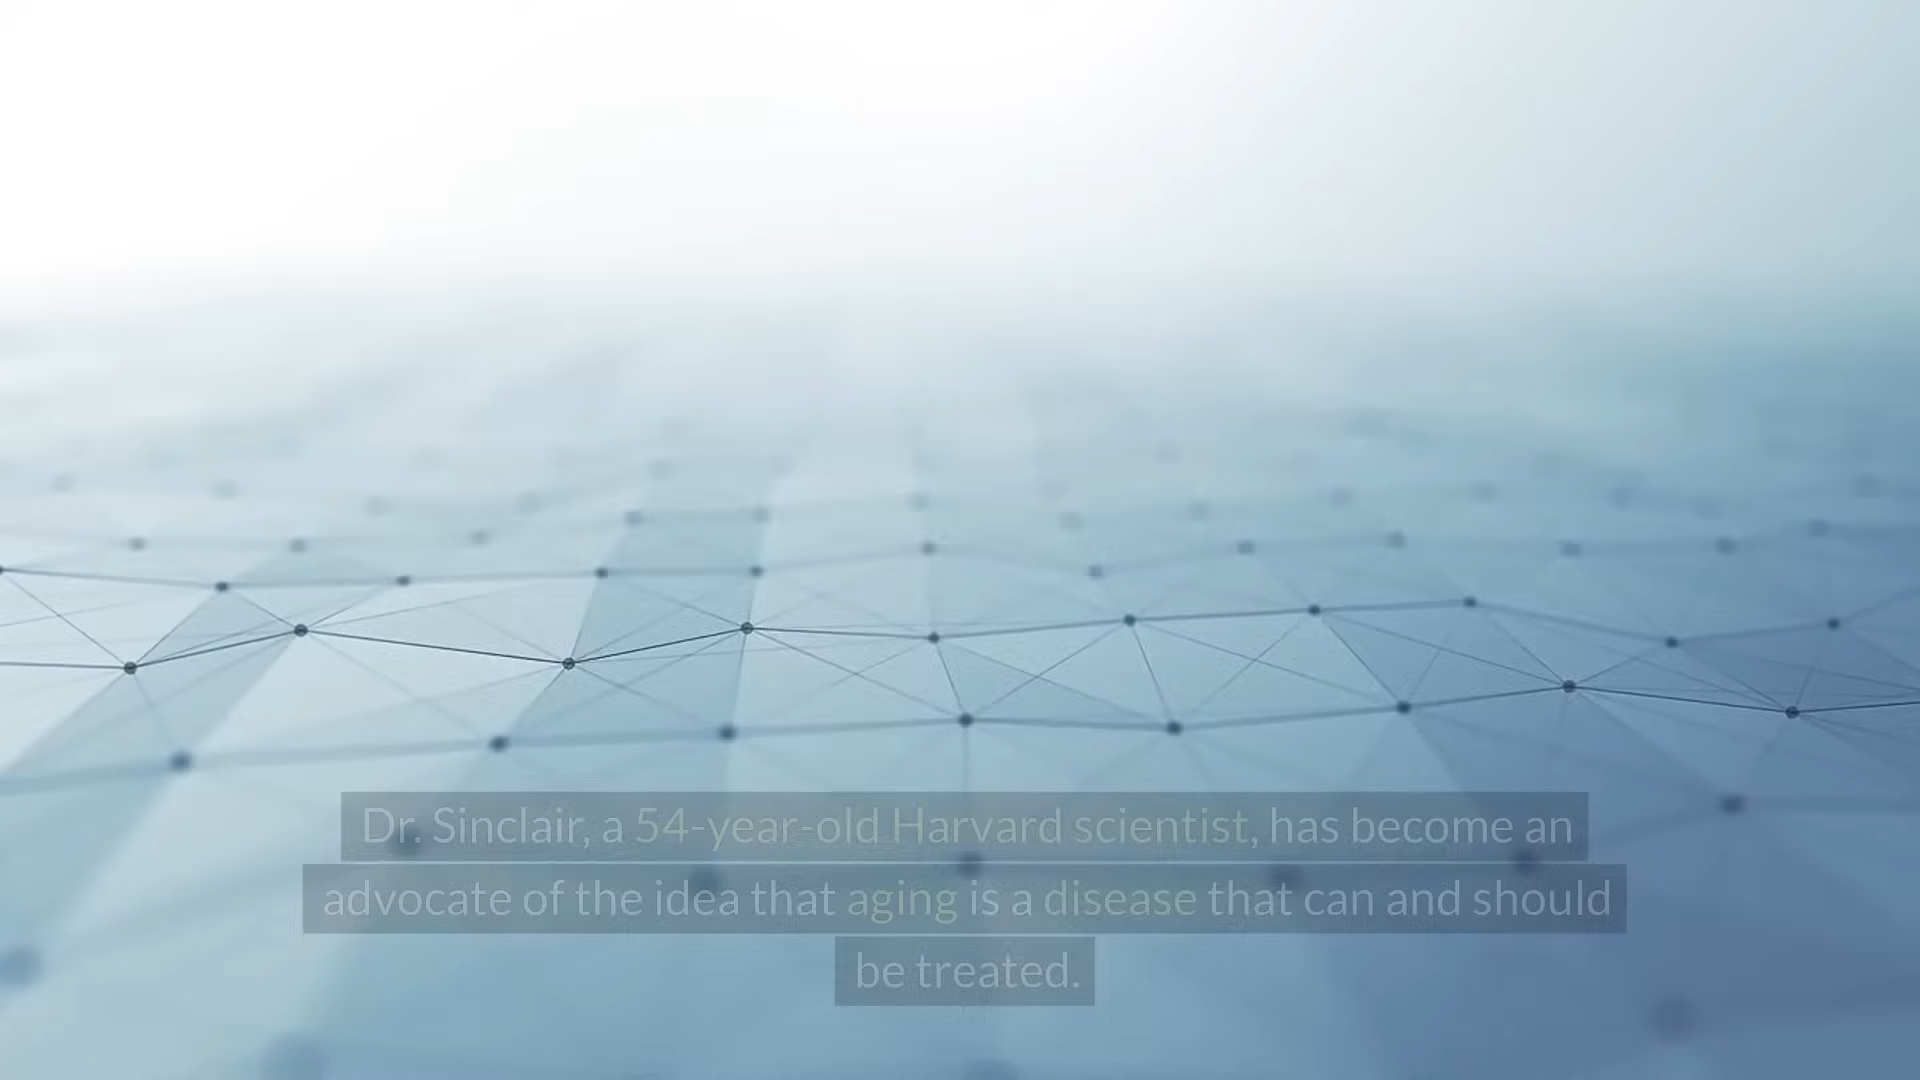 Dr. Sinclair, a 54-year-old Harvard scientist, has become an
advocate of the idea that aging is a disease that can and should
be treated.